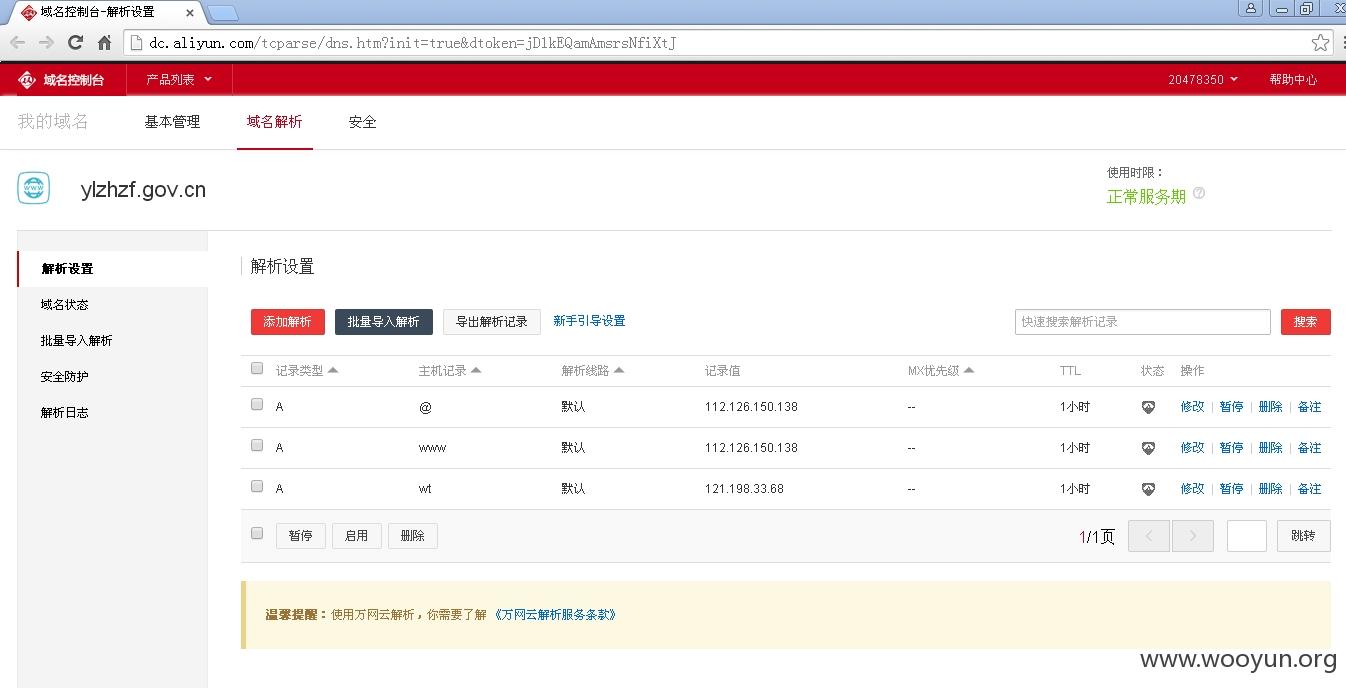 域名控制台-解析设置
dc.aliyun.com/tcparse/dns.htm?init=true&dtoken=jD1kEQamAmsrsNfiXtJ
域名控制台 产品列表 20478350 帮助中心
我的域名 基本管理 域名解析 安全
www
ylzhzf.gov.cn
使用时限：
正常服务期 ?
解析设置
域名状态
批量导入解析
安全防护
解析日志
解析设置
添加解析 批量导入解析 导出解析记录 新手引导设置 快速搜索解析记录 搜索
记录类型 主机记录 解析线路 记录值 MX优先级 TTL 状态 操作
A @ 默认 112.126.150.138 -- 1小时 修改 暂停 删除 备注
A www 默认 112.126.150.138 -- 1小时 修改 暂停 删除 备注
A wt 默认 121.198.33.68 -- 1小时 修改 暂停 删除 备注
暂停 启用 删除 1/1页 跳转
温馨提醒：使用万网云解析，你需要了解 《万网云解析服务条款》
www.wooyun.org